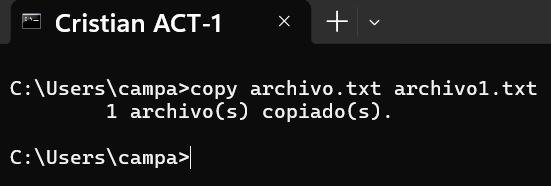 Cristian ACT-1
C:\Users\campa>copy archivo.txt archivo1.txt
        1 archivo(s) copiado(s).
C:\Users\campa>